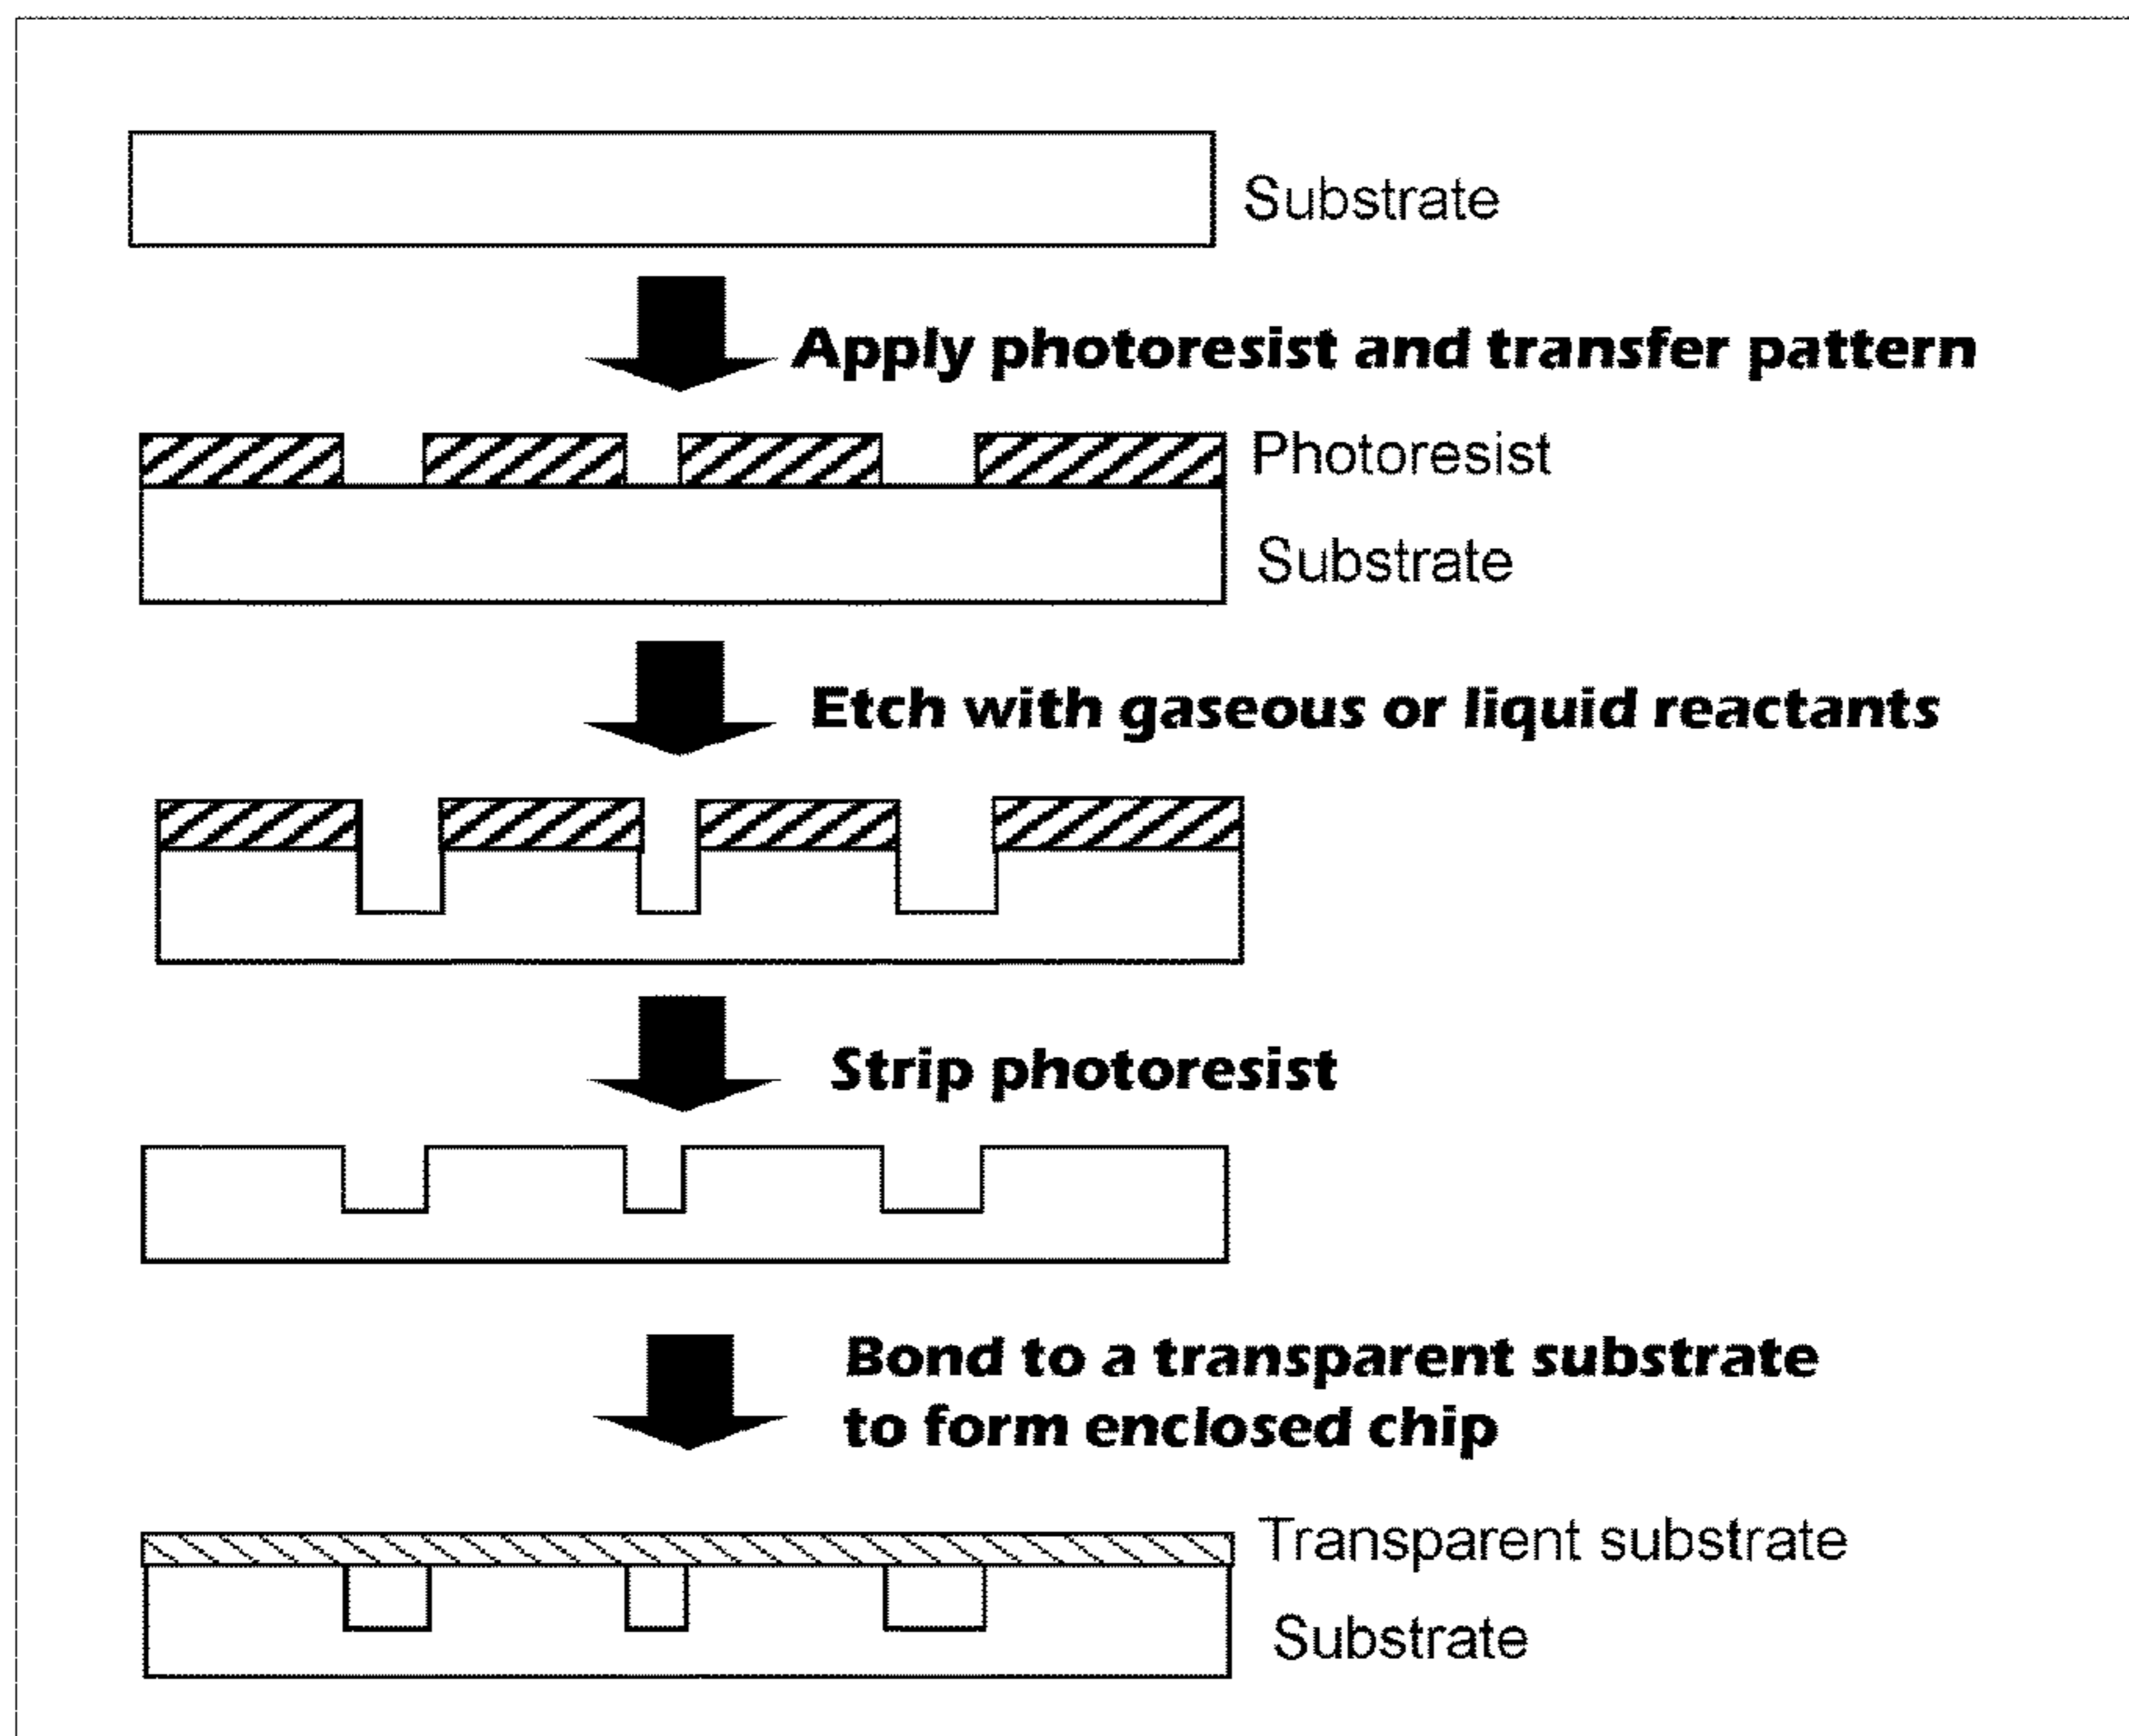 Substrate
Apply photoresist and transfer pattern
Photoresist
Substrate
Etch with gaseous or liquid reactants
Strip photoresist
Bond to a transparent substrate
to form enclosed chip
Transparent substrate
Substrate